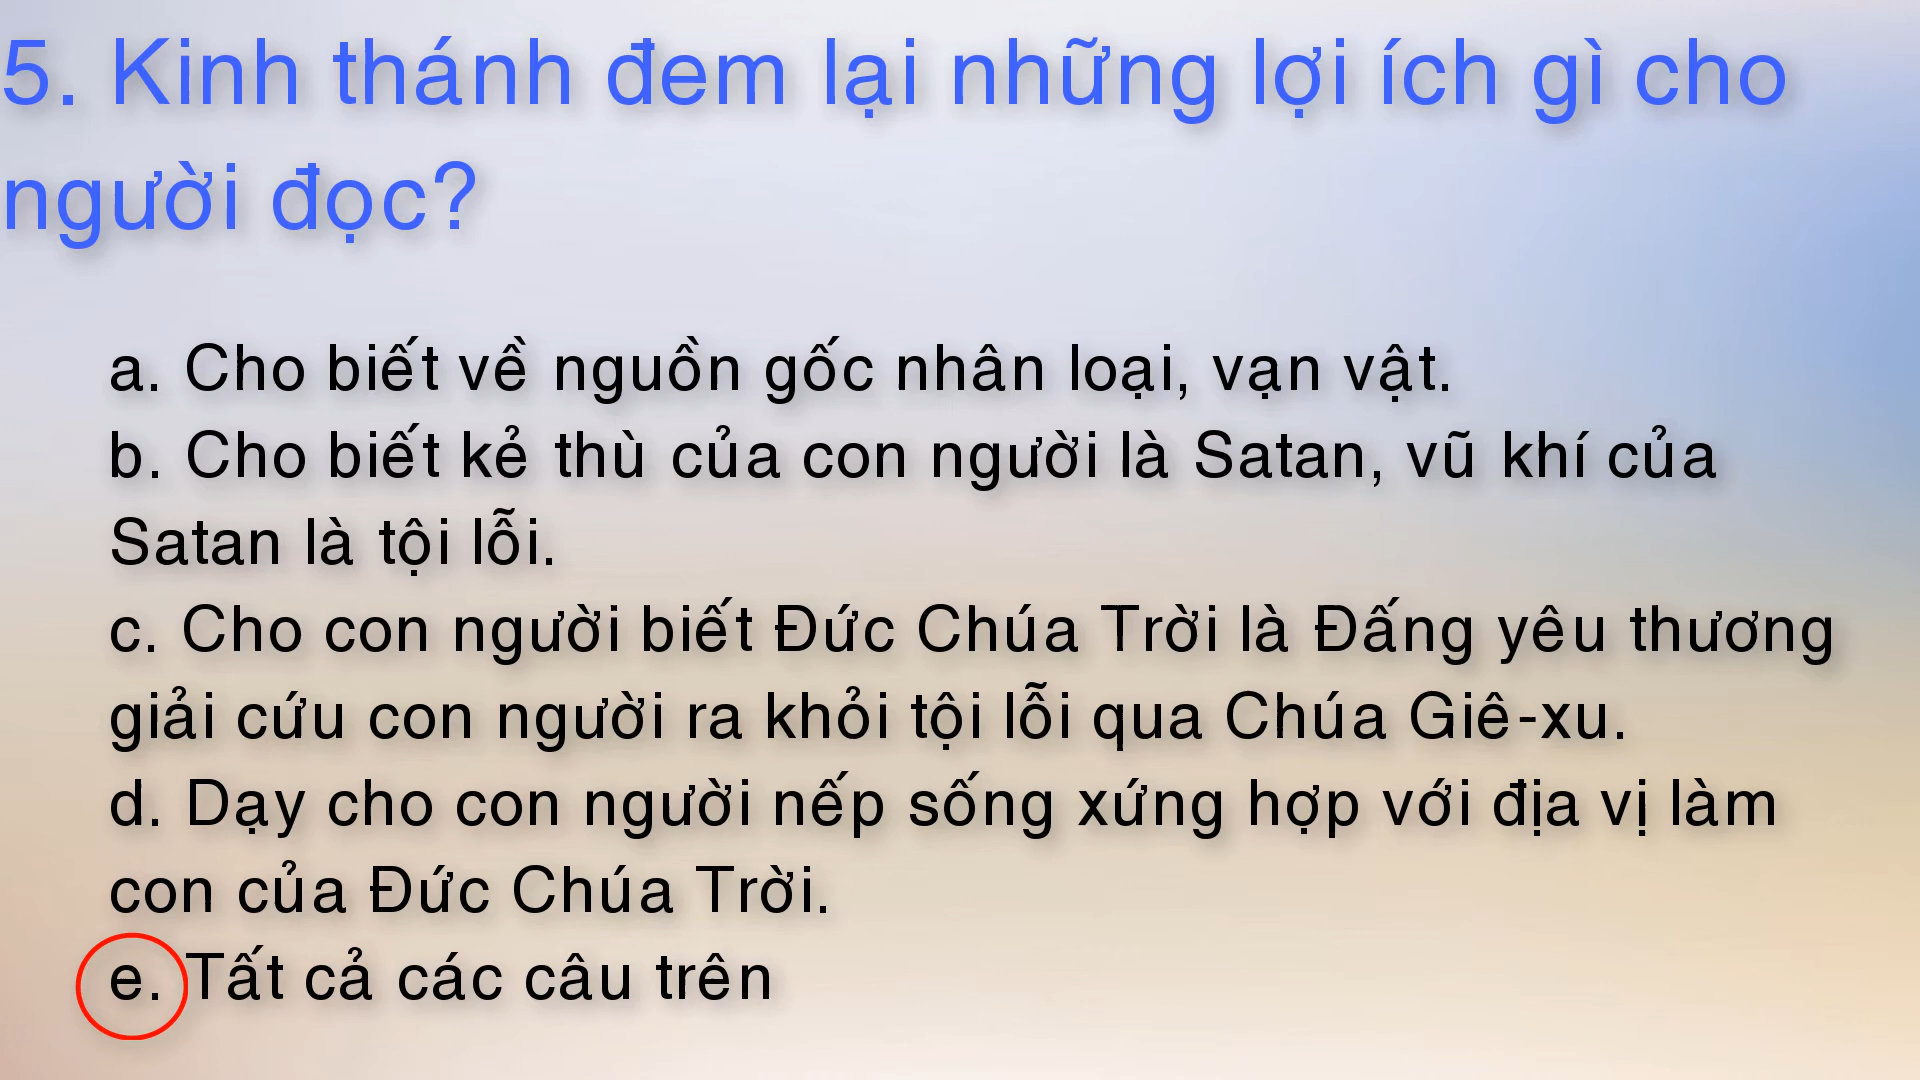 5. Kinh thánh đem lại những lợi ích gì cho
người đọc?
a. Cho biết về nguồn gốc nhân loại, vạn vật.
b. Cho biết kẻ thù của con người là Satan, vũ khí của
Satan là tội lỗi.
c. Cho con người biết Đức Chúa Trời là Đấng yêu thương
giải cứu con người ra khỏi tội lỗi qua Chúa Giê-xu.
d. Dạy cho con người nếp sống xứng hợp với địa vị làm
con của Đức Chúa Trời.
e. Tất cả các câu trên